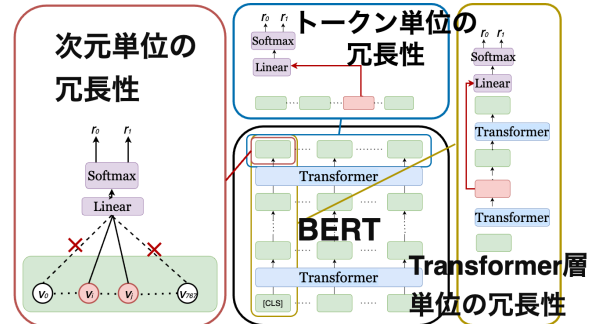 次元単位の
冗長性
r₀ r₁
Softmax
Linear
V₀ Vᵢ Vⱼ V₇₆₇
トークン単位の
冗長性
r₀ r₁
Softmax
Linear
Transformer
BERT
Transformer
[CLS]
r₀ r₁
Softmax
Linear
Transformer
Transformer
Transformer層
単位の冗長性